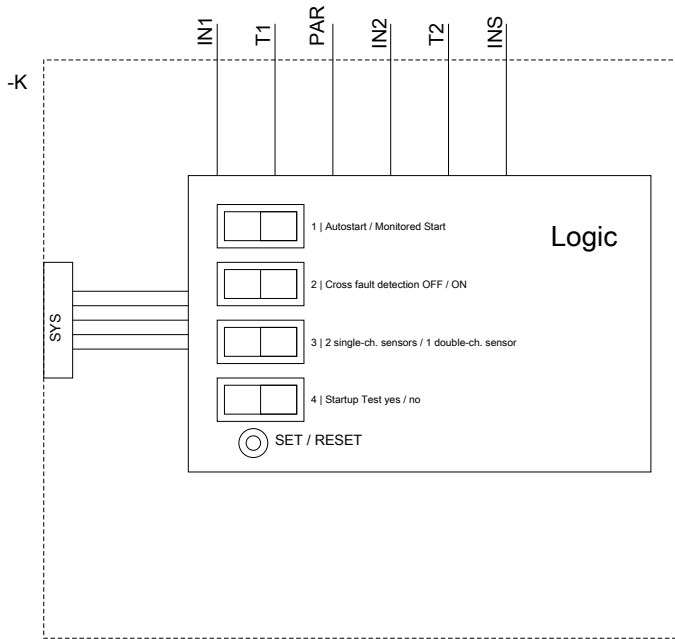 IN1
T1
PAR
IN2
T2
INS
-K
SYS
Logic
1 | Autostart / Monitored Start
2 | Cross fault detection OFF / ON
3 | 2 single-ch. sensors / 1 double-ch. sensor
4 | Startup Test yes / no
SET / RESET